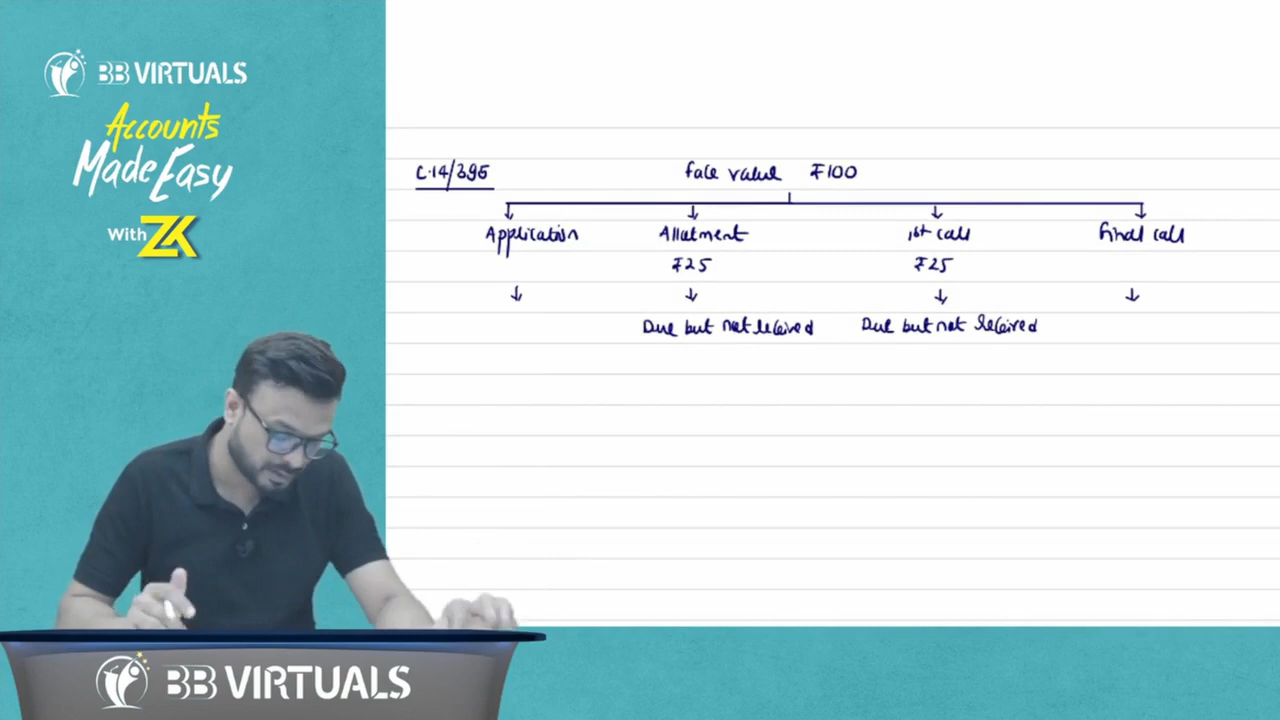 BB VIRTUALS
Accounts
Made Easy
With ZK
C.14/395
face value ₹100
Application Allotment 1st call final call
₹25 ₹25
Due but not received Due but not received
BB VIRTUALS